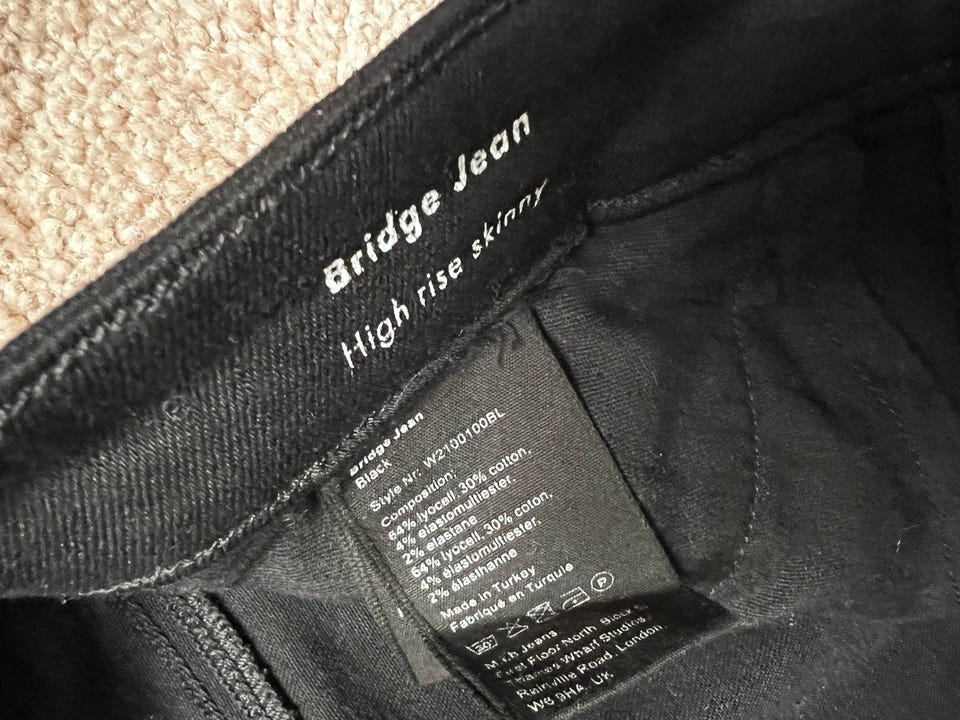 Bridge Jean
High rise skinny
Bridge Jean
Black
Style Nr: W2100100BL
Composition:
64% lyocell, 30% cotton,
4% elastomultiester,
2% elastane
64% lyocell, 30% coton,
4% élastomultiester,
2% élasthanne
Made in Turkey
Fabriqué en Turquie
30° P
Jeans
First Floor North,
Thames Wharf Studios
Rainville Road, London,
W6 9HA, UK